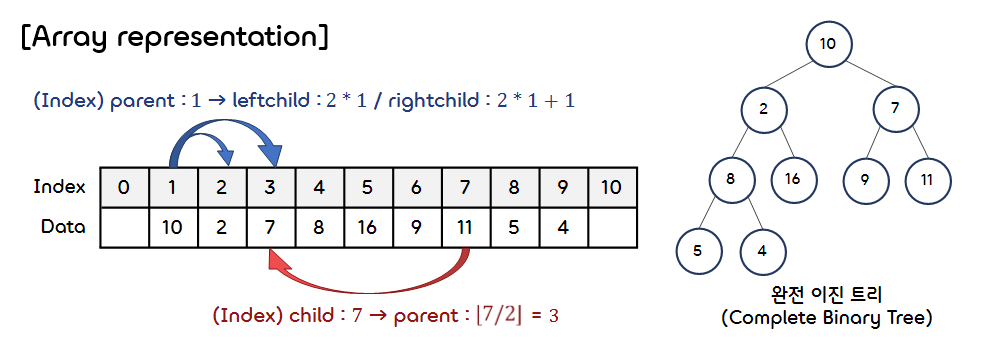 [Array representation]
(Index) parent : 1 → leftchild : 2 * 1 / rightchild : 2 * 1 + 1
Index 0 1 2 3 4 5 6 7 8 9 10
Data 10 2 7 8 16 9 11 5 4
(Index) child : 7 → parent : ⌊7/2⌋ = 3
10
2 7
8 16 9 11
5 4
완전 이진 트리
(Complete Binary Tree)